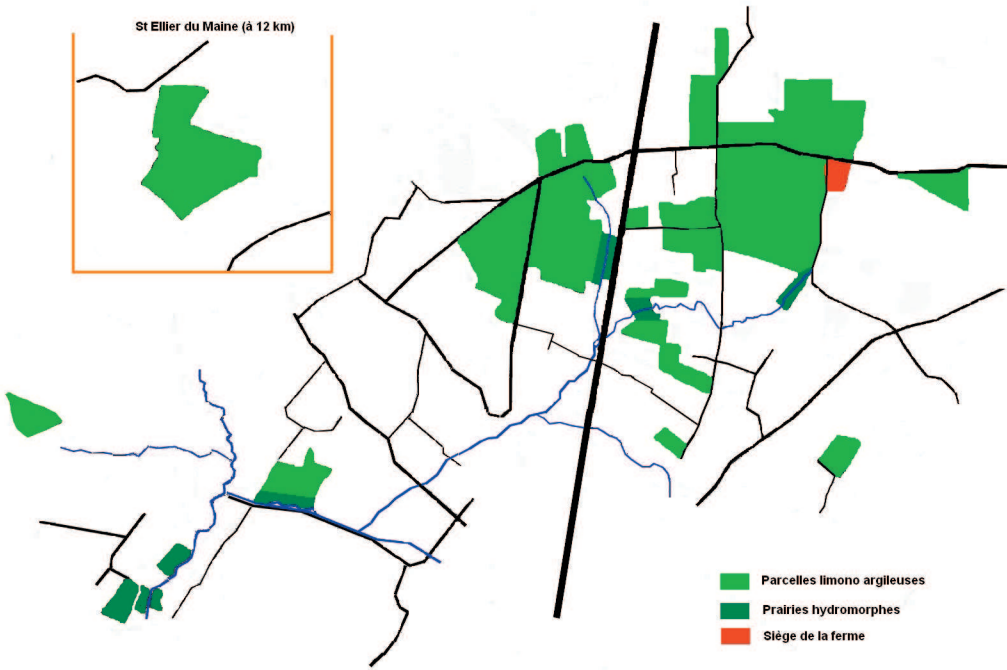 St Ellier du Maine (à 12 km)
Parcelles limono argileuses
Prairies hydromorphes
Siège de la ferme